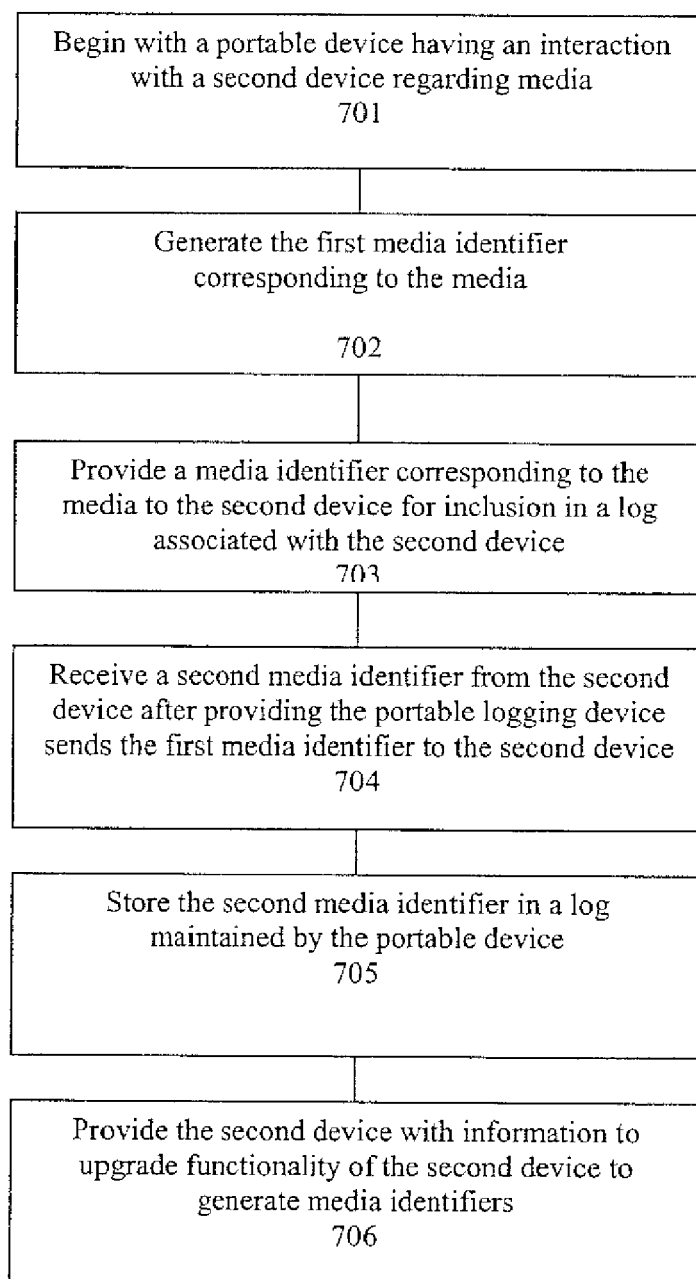 Begin with a portable device having an interaction
with a second device regarding media
701
Generate the first media identifier
corresponding to the media
702
Provide a media identifier corresponding to the
media to the second device for inclusion in a log
associated with the second device
703
Receive a second media identifier from the second
device after providing the portable logging device
sends the first media identifier to the second device
704
Store the second media identifier in a log
maintained by the portable device
705
Provide the second device with information to
upgrade functionality of the second device to
generate media identifiers
706